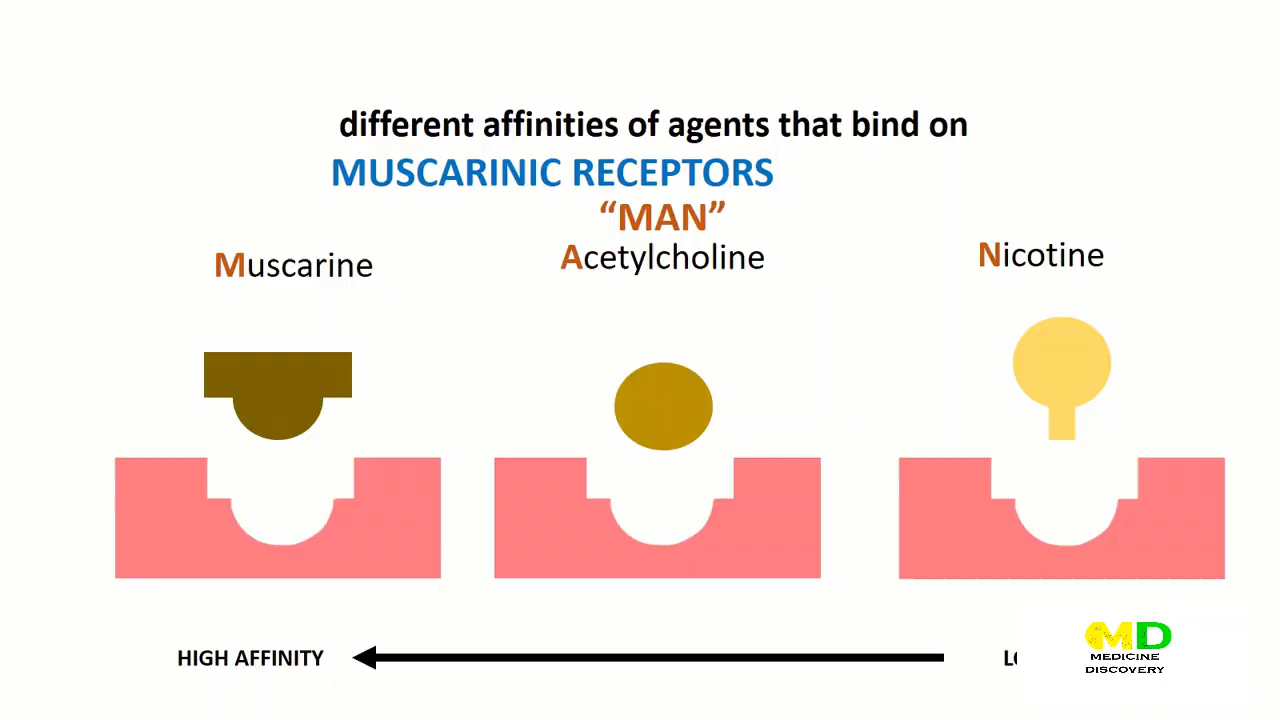 different affinities of agents that bind on
MUSCARINIC RECEPTORS
“MAN”
Muscarine
Acetylcholine
Nicotine
HIGH AFFINITY
MD
MEDICINE
DISCOVERY